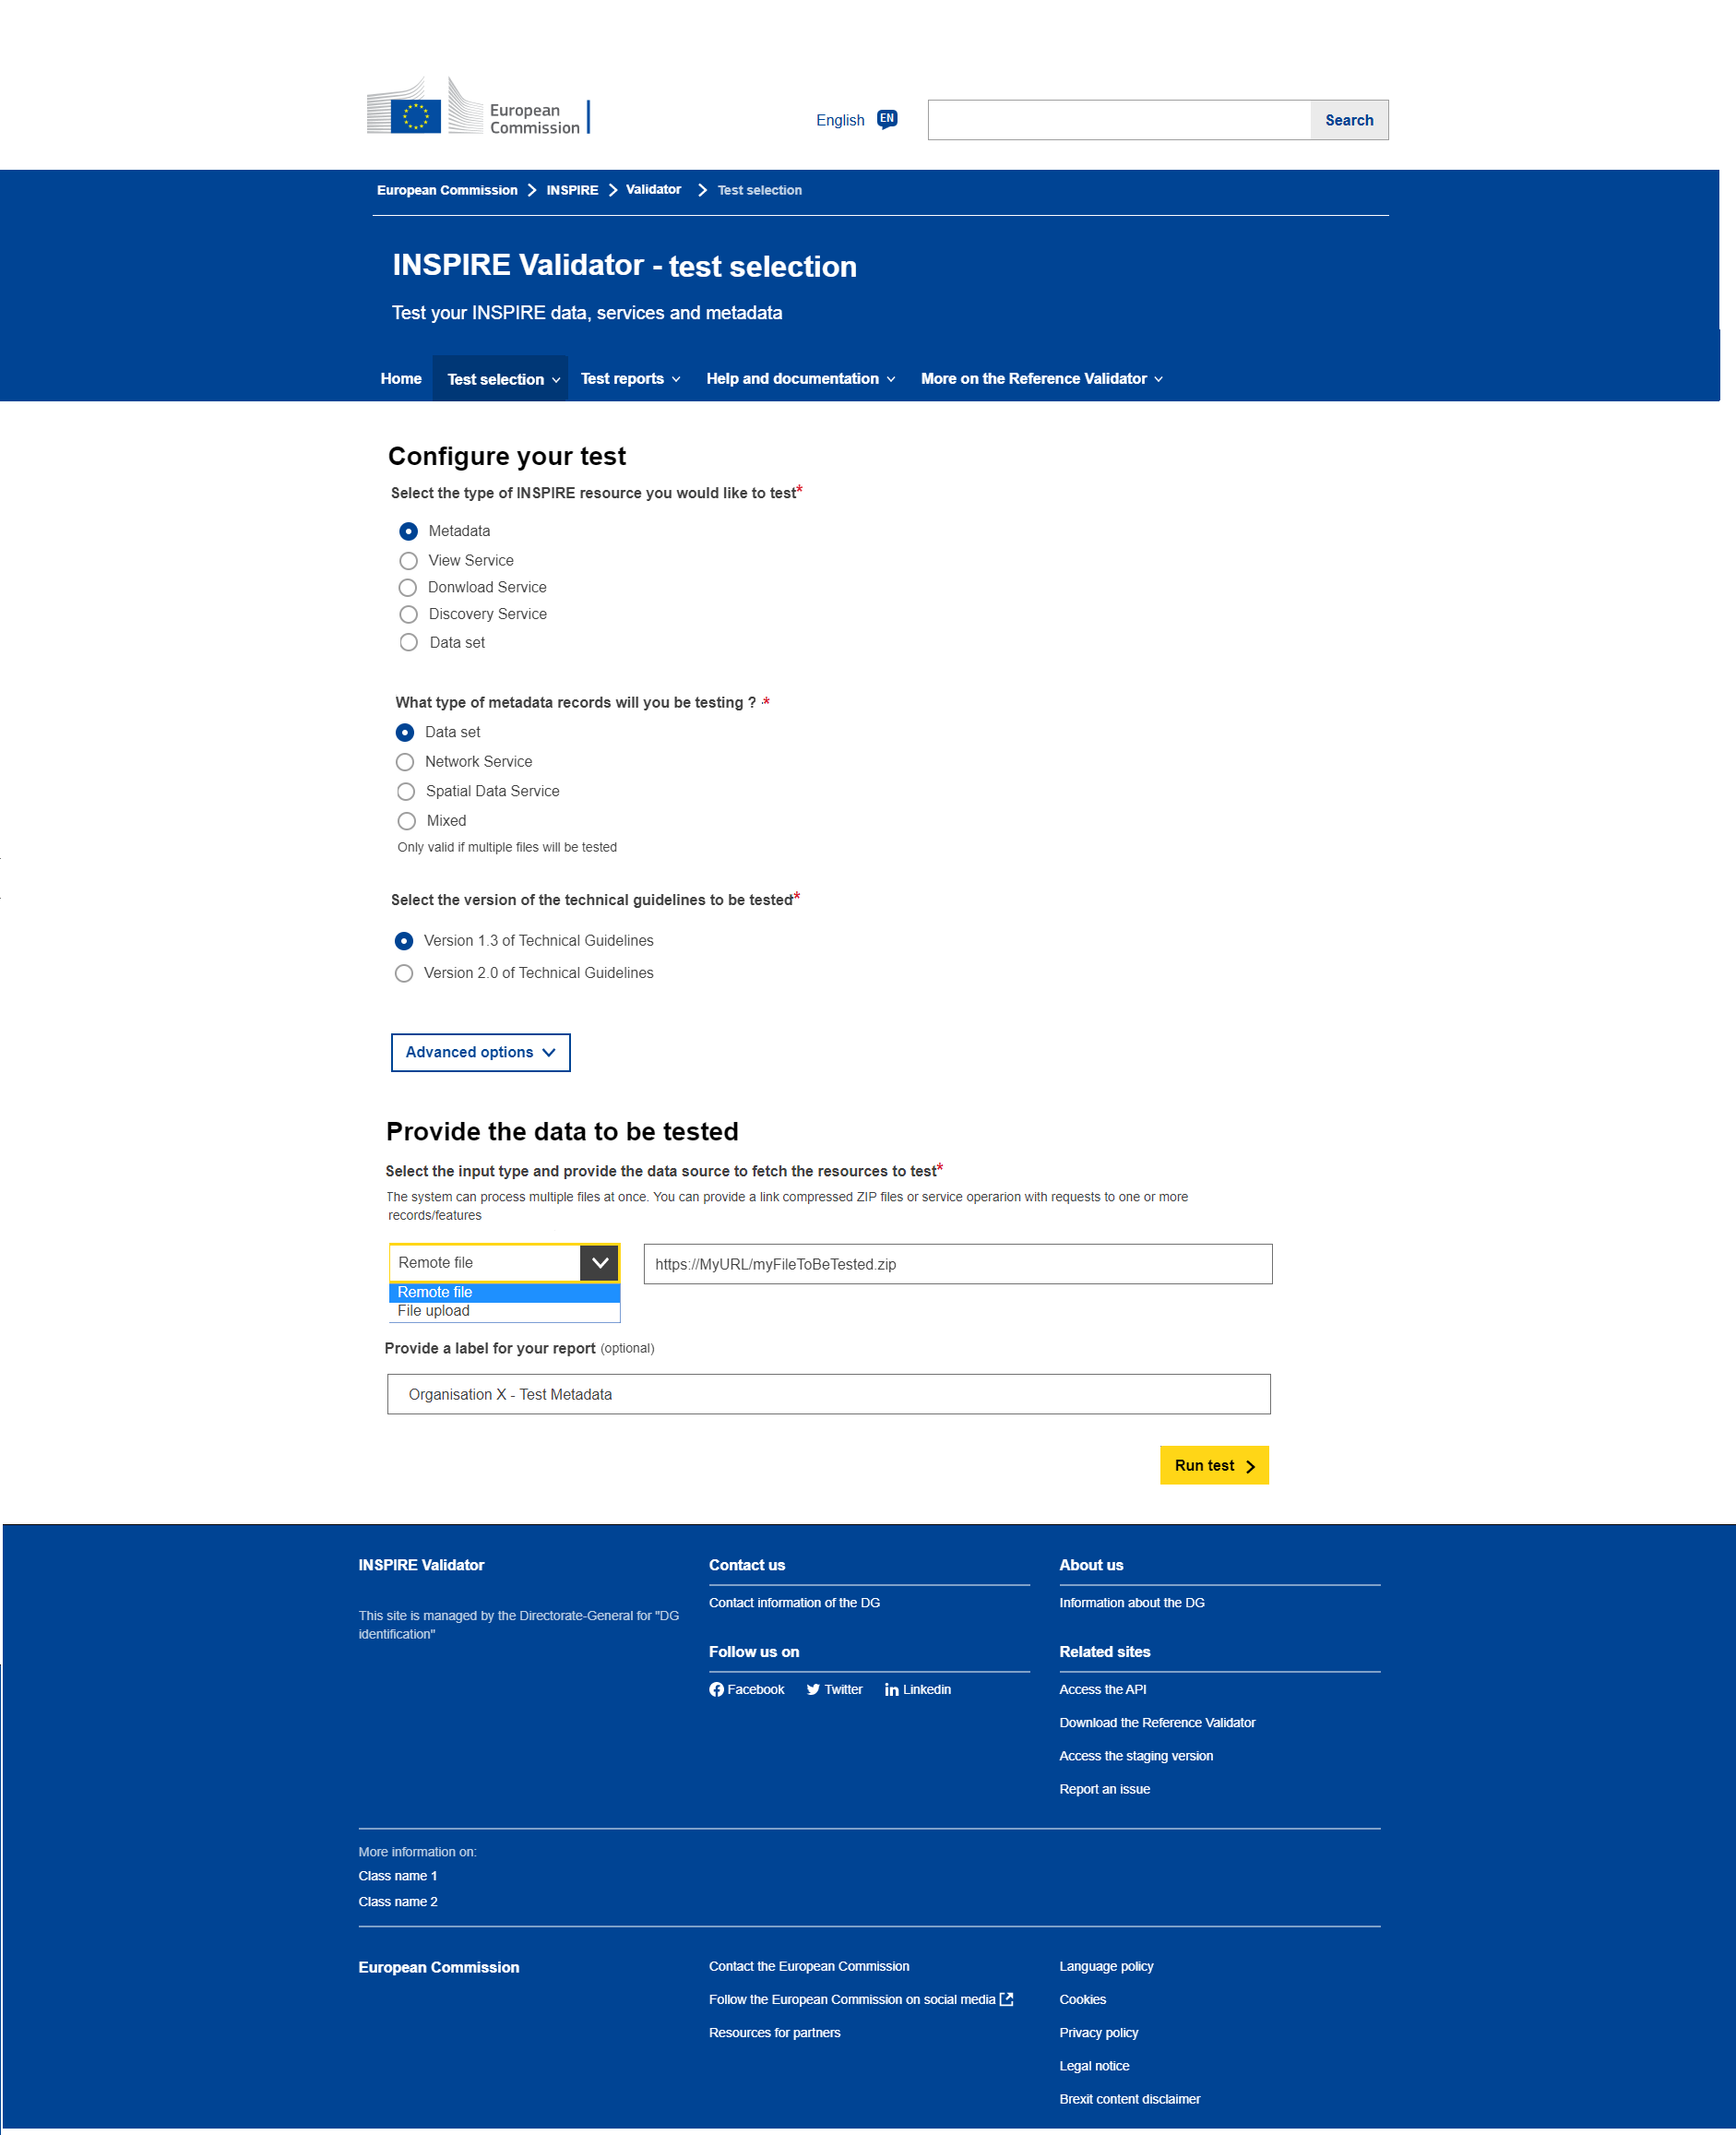 European
Commission
English EN
Search
European Commission INSPIRE Validator Test selection
INSPIRE Validator - test selection
Test your INSPIRE data, services and metadata
Home Test selection Test reports Help and documentation More on the Reference Validator
Configure your test
Select the type of INSPIRE resource you would like to test*
Metadata
View Service
Donwload Service
Discovery Service
Data set
What type of metadata records will you be testing ? *
Data set
Network Service
Spatial Data Service
Mixed
Only valid if multiple files will be tested
Select the version of the technical guidelines to be tested*
Version 1.3 of Technical Guidelines
Version 2.0 of Technical Guidelines
Advanced options
Provide the data to be tested
Select the input type and provide the data source to fetch the resources to test*
The system can process multiple files at once. You can provide a link compressed ZIP files or service operarion with requests to one or more
records/features
Remote file https://MyURL/myFileToBeTested.zip
Remote file
File upload
Provide a label for your report (optional)
Organisation X - Test Metadata
Run test
INSPIRE Validator
This site is managed by the Directorate-General for "DG
identification"
Contact us
Contact information of the DG
Follow us on
Facebook Twitter Linkedin
About us
Information about the DG
Related sites
Access the API
Download the Reference Validator
Access the staging version
Report an issue
More information on:
Class name 1
Class name 2
European Commission
Contact the European Commission
Follow the European Commission on social media
Resources for partners
Language policy
Cookies
Privacy policy
Legal notice
Brexit content disclaimer